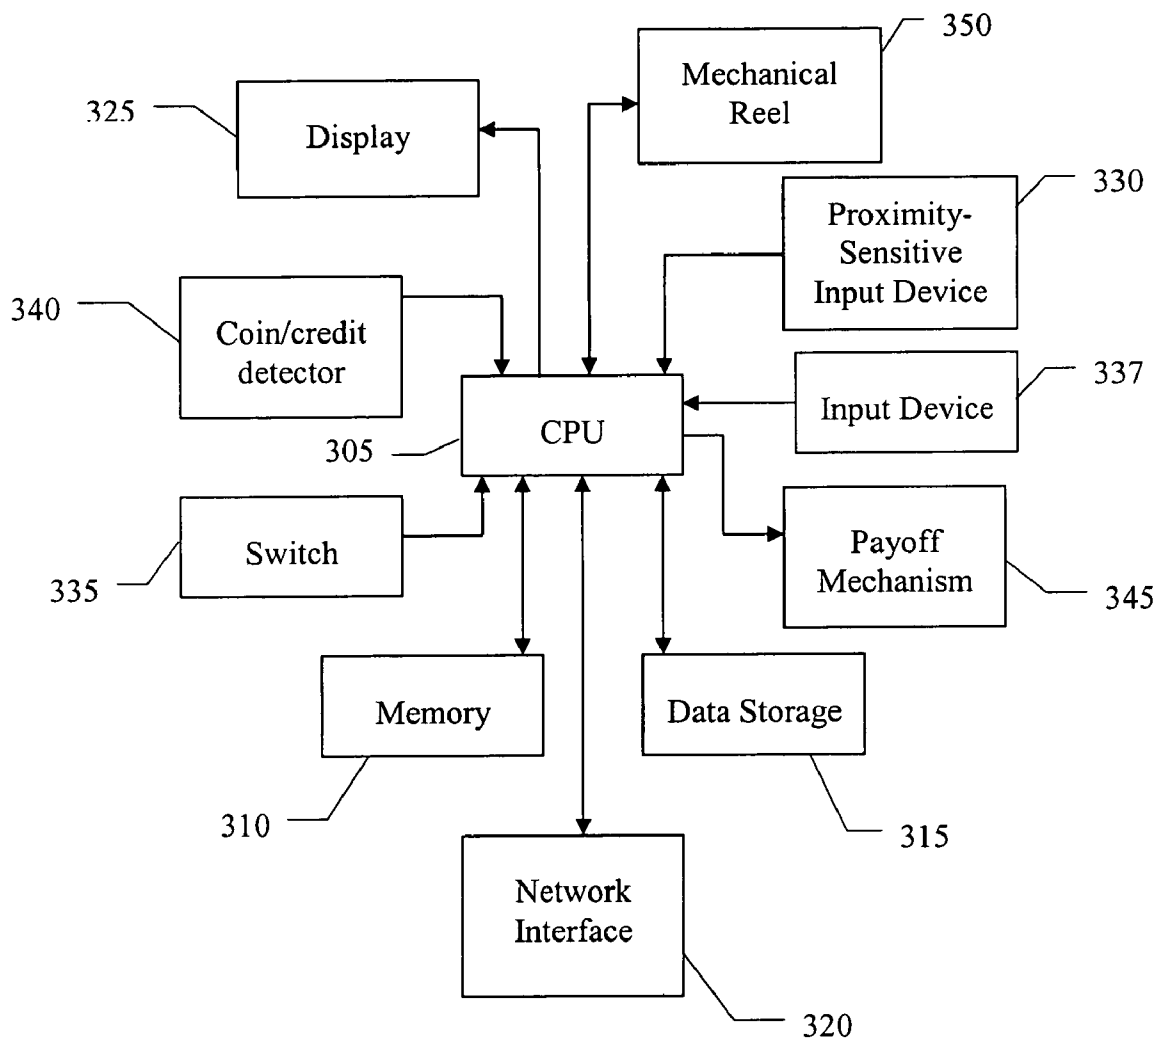 350
Mechanical
Reel
325
Display
330
Proximity-
Sensitive
Input Device
340
Coin/credit
detector
337
Input Device
305
CPU
335
Switch
Payoff
Mechanism
345
Memory
310
Data Storage
315
Network
Interface
320